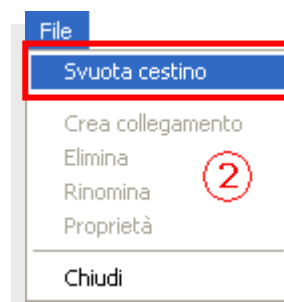 File
Svuota cestino
Crea collegamento
Elimina
Rinomina
Proprietà
2
Chiudi